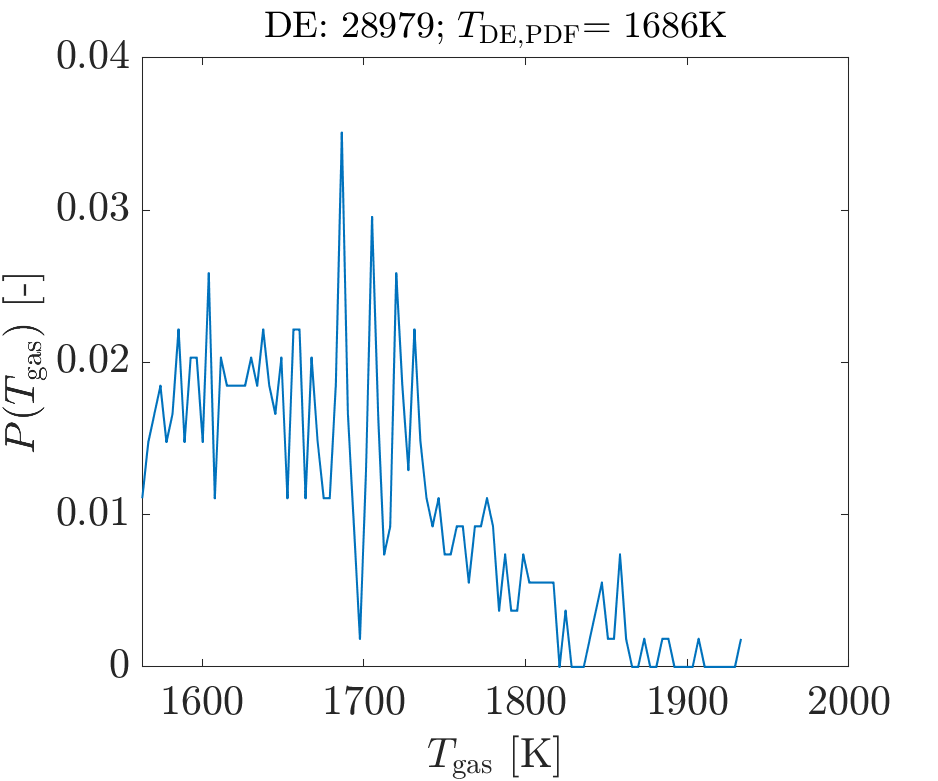 DE: 28979; T_DE,PDF= 1686K
0.04
0.03
0.02
0.01
0
P(T_gas) [-]
1600 1700 1800 1900 2000
T_gas [K]